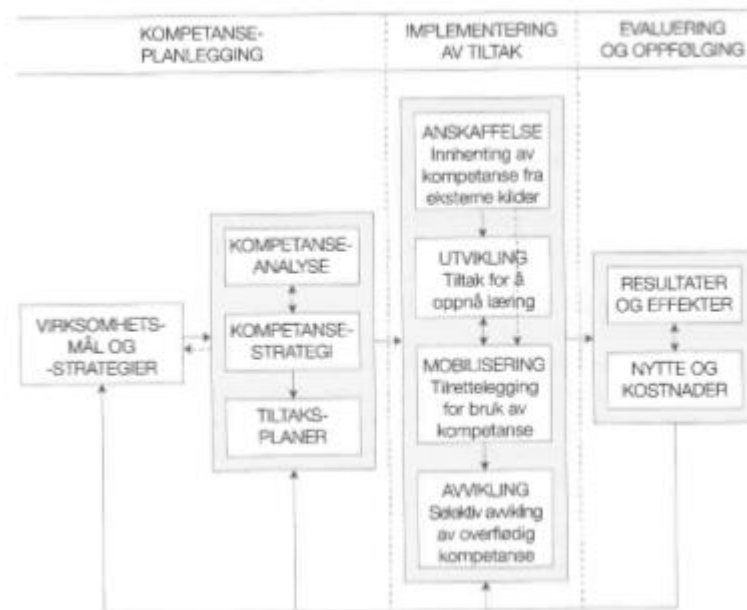 KOMPETANSE-
PLANLEGGING
IMPLEMENTERING
AV TILTAK
EVALUERING
OG OPPFØLGING
VIRKSOMHETS-
MÅL OG
-STRATEGIER
KOMPETANSE-
ANALYSE
KOMPETANSE-
STRATEGI
TILTAKS-
PLANER
ANSKAFFELSE
Innhenting av
kompetanse fra
eksterne kilder
UTVIKLING
Tiltak for å
oppnå læring
MOBILISERING
Tilrettelegging
for bruk av
kompetanse
AVVIKLING
Selektiv avvikling
av overflødig
kompetanse
RESULTATER
OG EFFEKTER
NYTTE OG
KOSTNADER